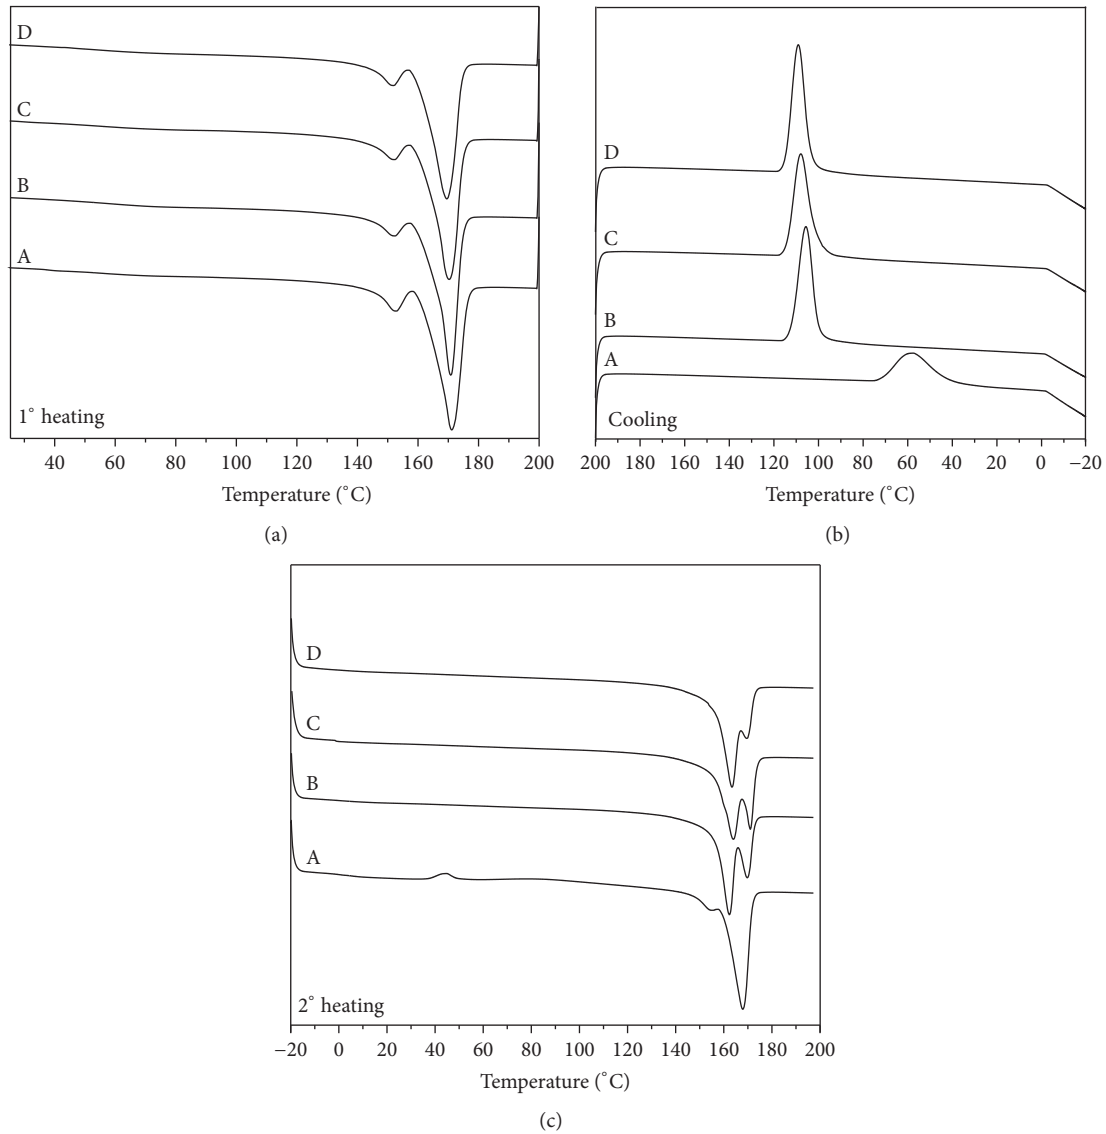 D
C
B
A
1° heating
40 60 80 100 120 140 160 180 200
Temperature (°C)
(a)
D
C
B
A
Cooling
200 180 160 140 120 100 80 60 40 20 0 −20
Temperature (°C)
(b)
D
C
B
A
2° heating
−20 0 20 40 60 80 100 120 140 160 180 200
Temperature (°C)
(c)